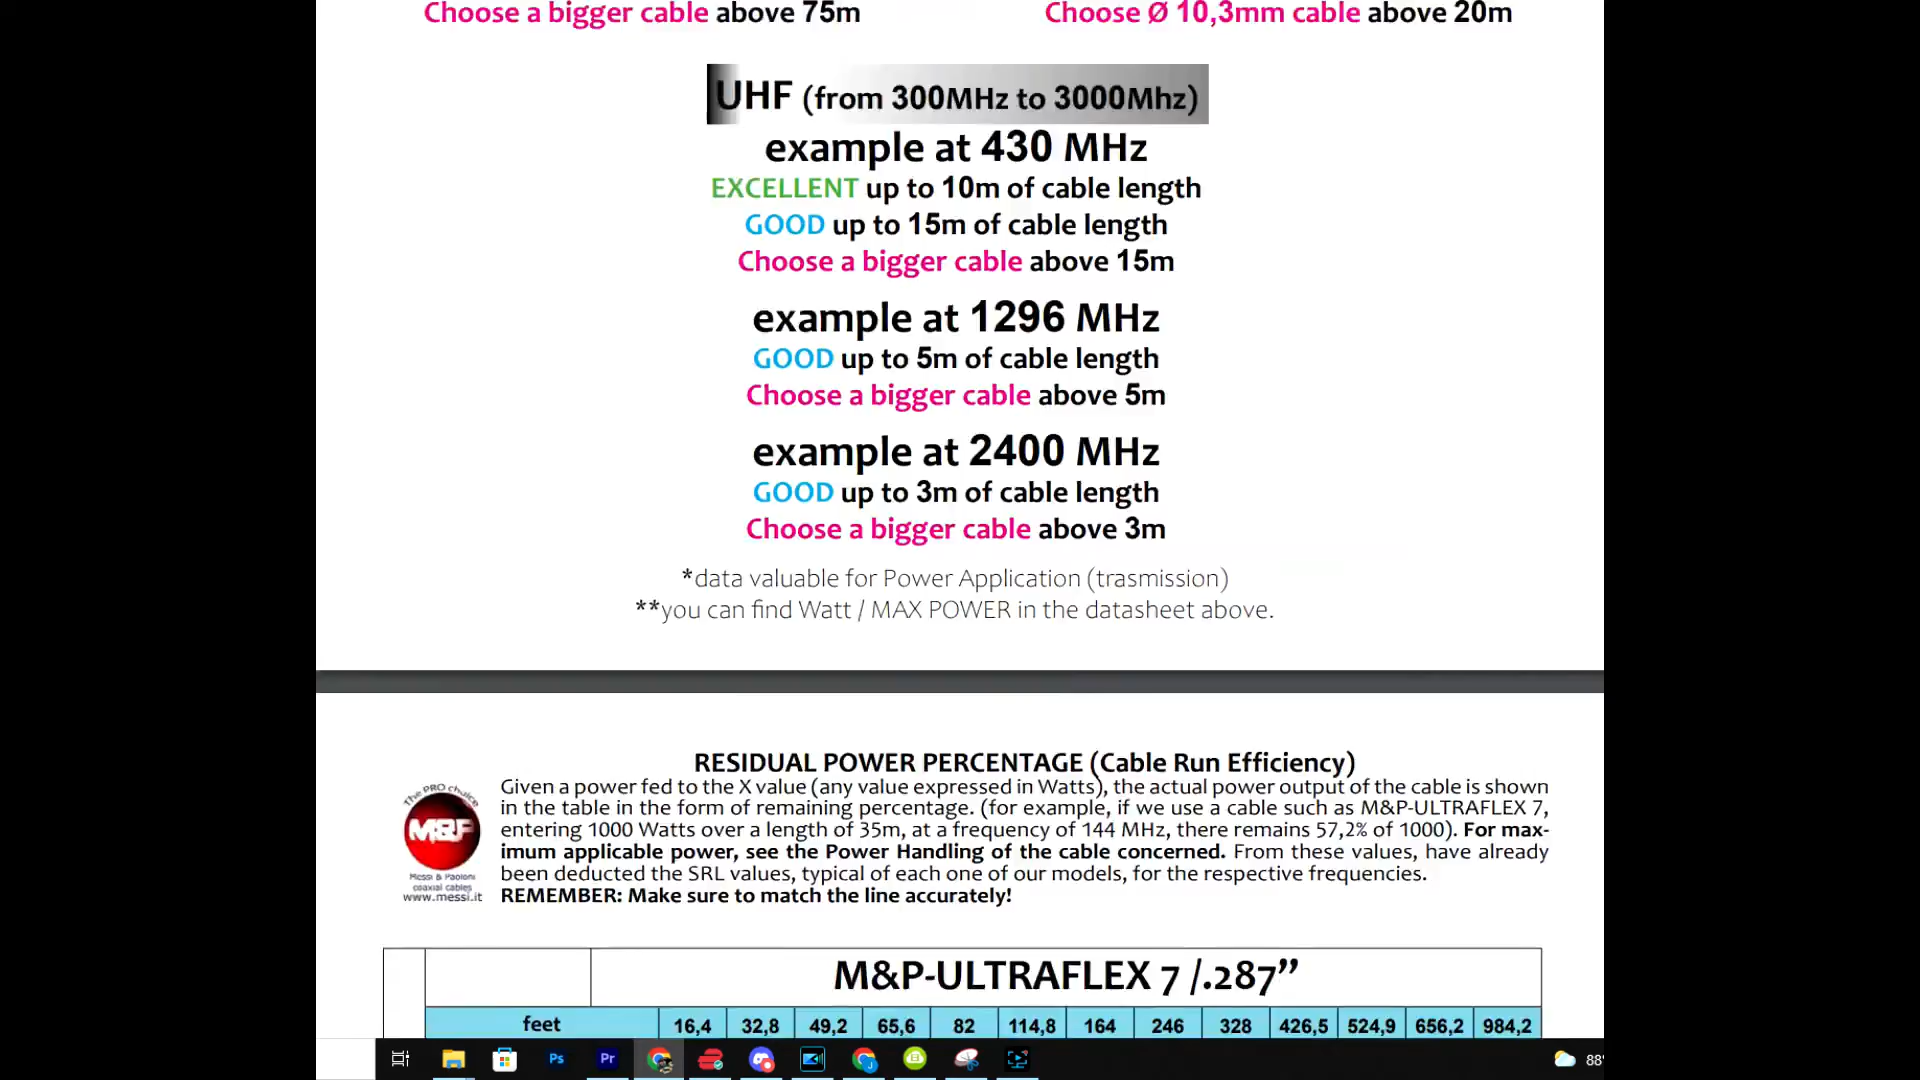 Choose a bigger cable above 75m
Choose Ø 10,3mm cable above 20m
UHF (from 300MHz to 3000Mhz)
example at 430 MHz
EXCELLENT up to 10m of cable length
GOOD up to 15m of cable length
Choose a bigger cable above 15m
example at 1296 MHz
GOOD up to 5m of cable length
Choose a bigger cable above 5m
example at 2400 MHz
GOOD up to 3m of cable length
Choose a bigger cable above 3m
*data valuable for Power Application (trasmission)
**you can find Watt / MAX POWER in the datasheet above.
RESIDUAL POWER PERCENTAGE (Cable Run Efficiency)
Given a power fed to the X value (any value expressed in Watts), the actual power output of the cable is shown
in the table in the form of remaining percentage. (for example, if we use a cable such as M&P-ULTRAFLEX 7,
entering 1000 Watts over a length of 35m, at a frequency of 144 MHz, there remains 57,2% of 1000). For max-
imum applicable power, see the Power Handling of the cable concerned. From these values, have already
been deducted the SRL values, typical of each one of our models, for the respective frequencies.
REMEMBER: Make sure to match the line accurately!
The PRO choice
M&P
Messi & Paoloni
coaxial cables
www.messi.it
M&P-ULTRAFLEX 7 /.287”
feet 16,4 32,8 49,2 65,6 82 114,8 164 246 328 426,5 524,9 656,2 984,2
Ps
Pr
J
88°